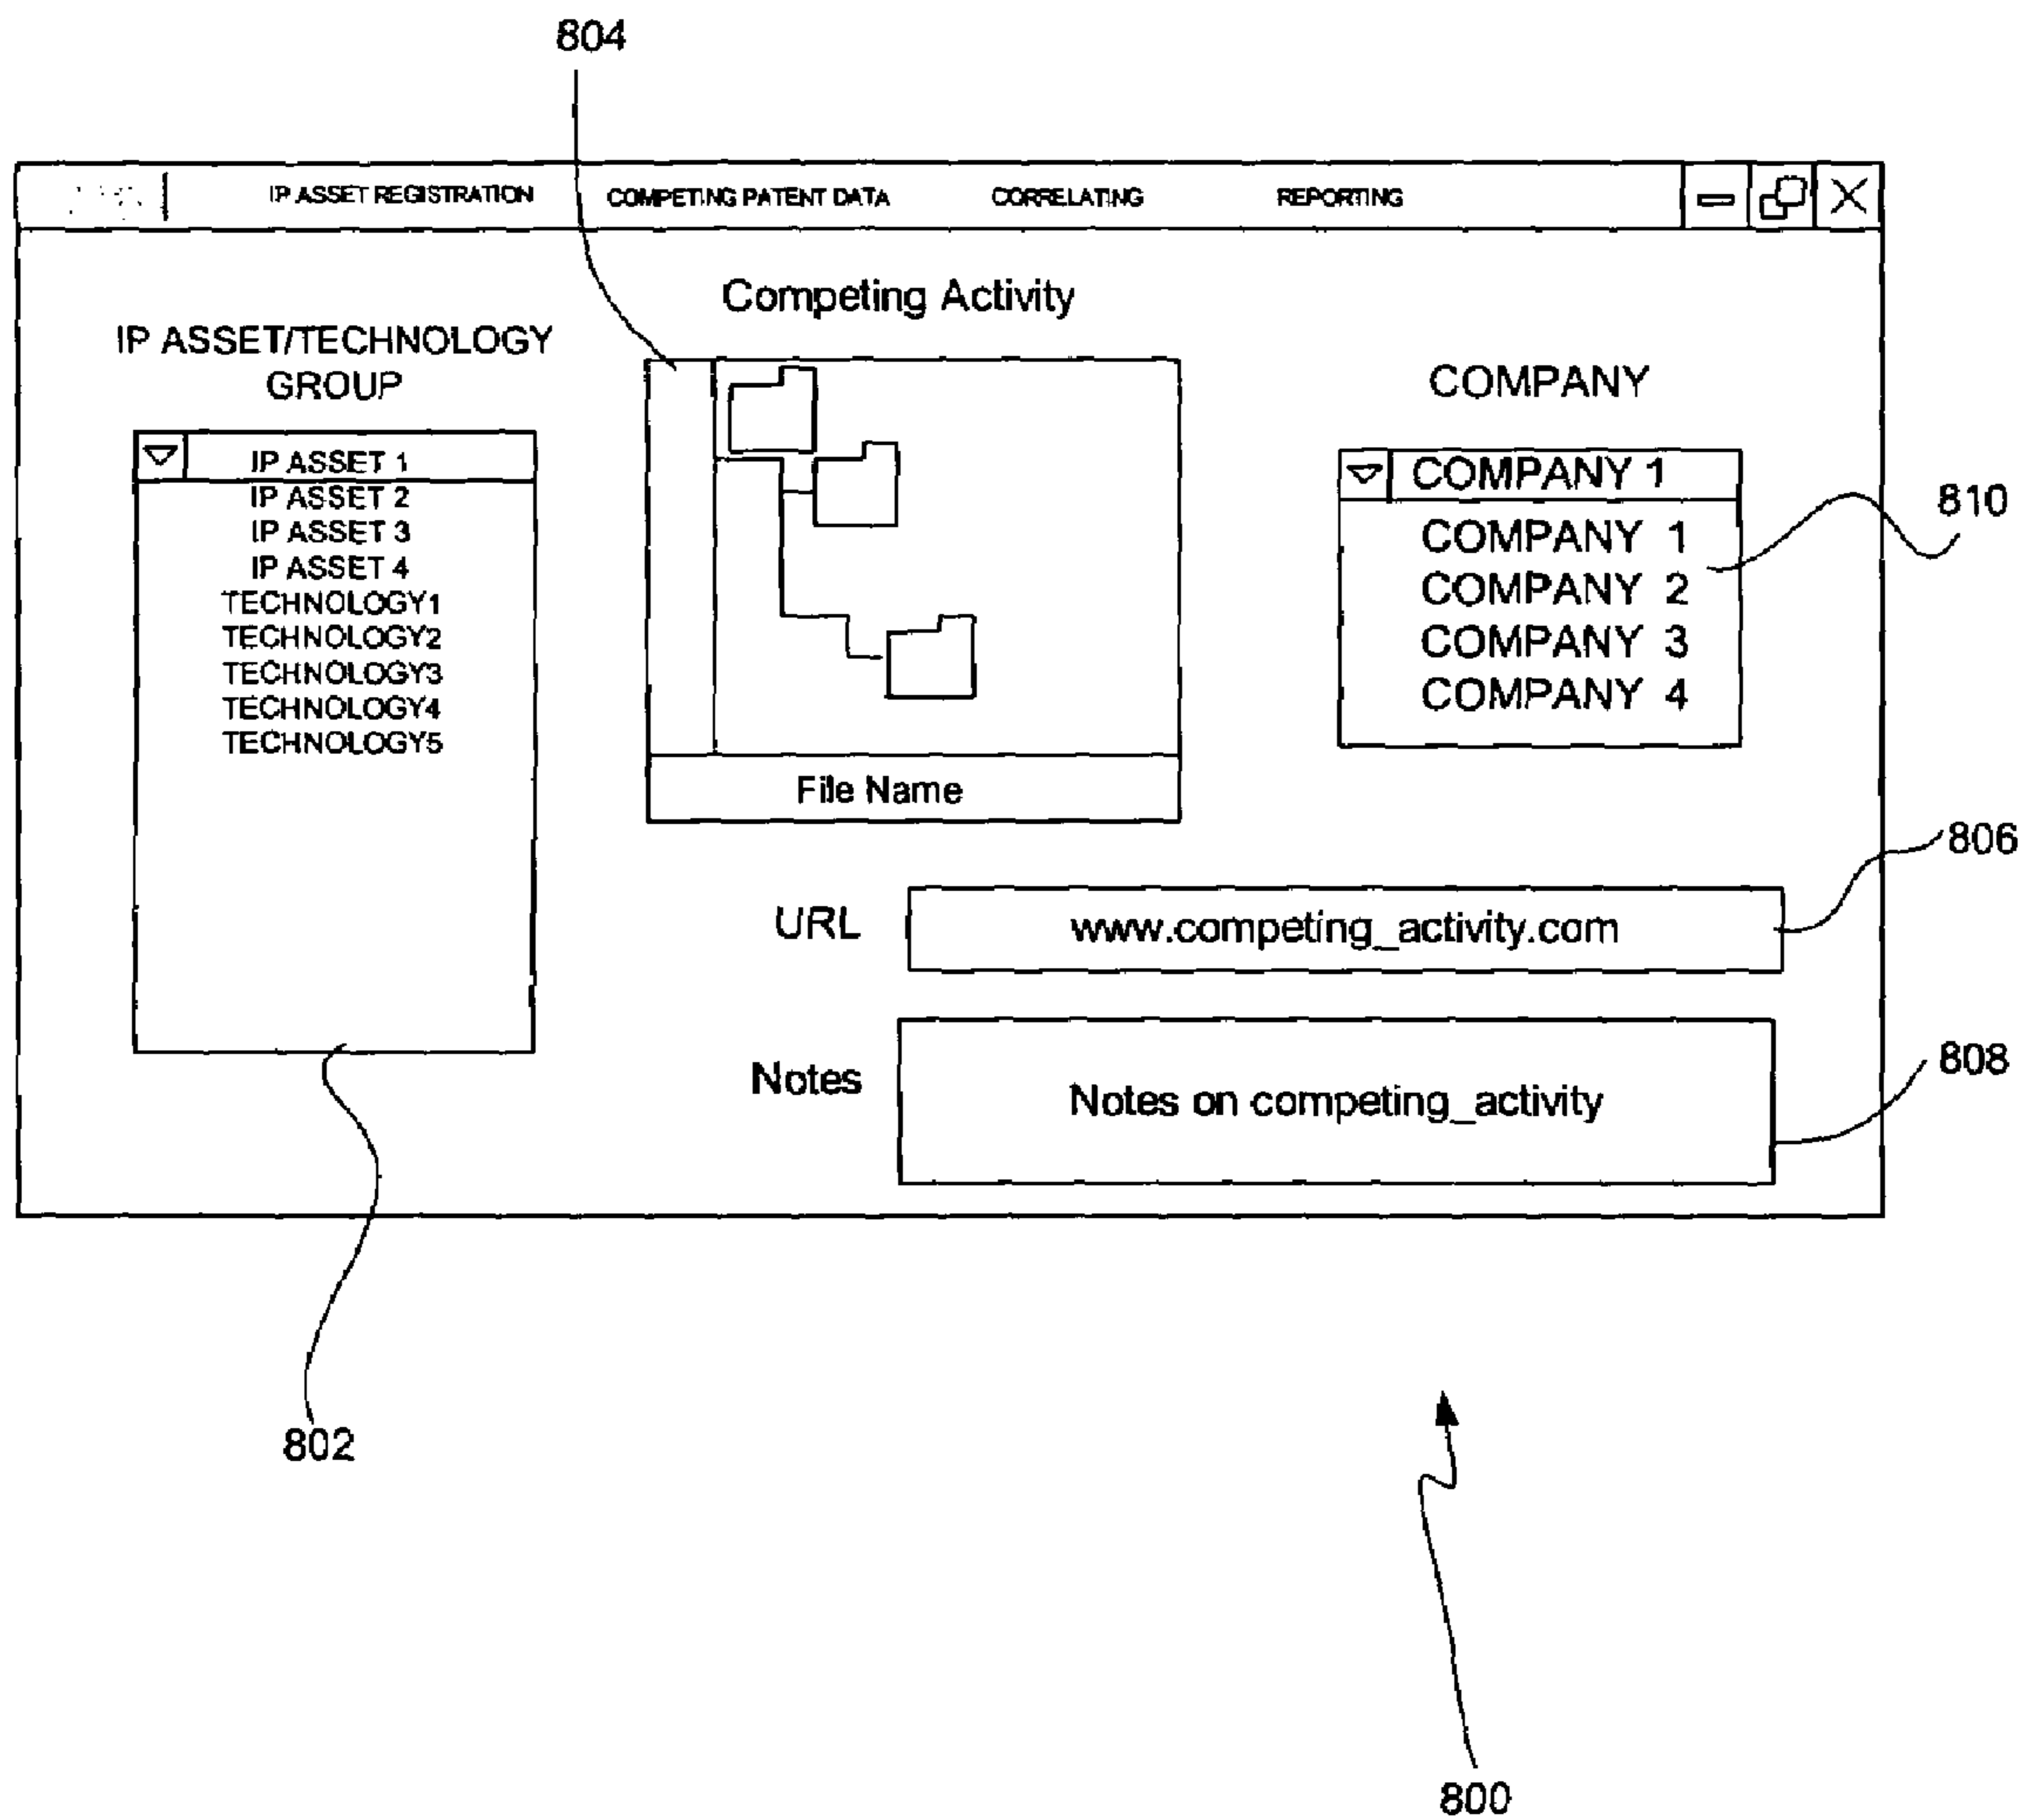 804
IP ASSET REGISTRATION COMPETING PATENT DATA CORRELATING REPORTING
Competing Activity
IP ASSET/TECHNOLOGY
GROUP
IP ASSET 1
IP ASSET 2
IP ASSET 3
IP ASSET 4
TECHNOLOGY1
TECHNOLOGY2
TECHNOLOGY3
TECHNOLOGY4
TECHNOLOGY5
File Name
COMPANY
COMPANY 1
COMPANY 1
COMPANY 2
COMPANY 3
COMPANY 4
810
806
URL www.competing_activity.com
Notes Notes on competing_activity
808
802
800